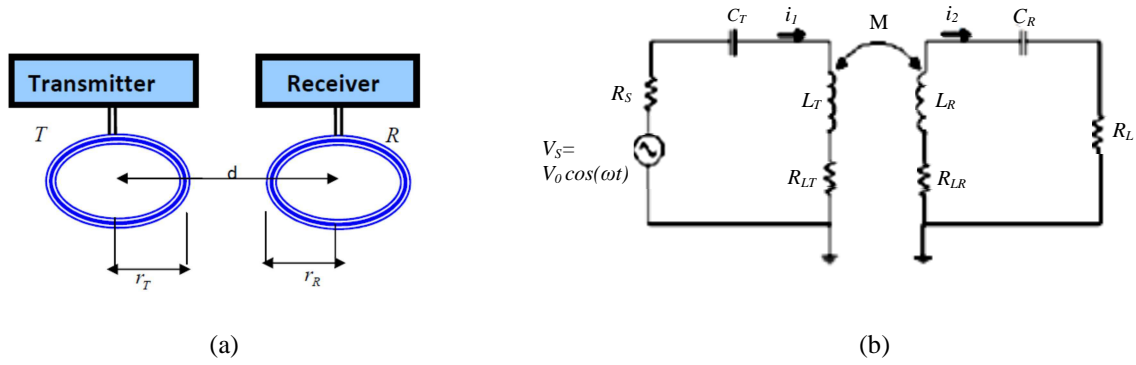 Transmitter
Receiver
T
R
d
r_T
r_R
(a)
C_T
i_1
M
i_2
C_R
R_S
L_T
L_R
R_L
V_S=
V_0 cos(ωt)
R_LT
R_LR
(b)